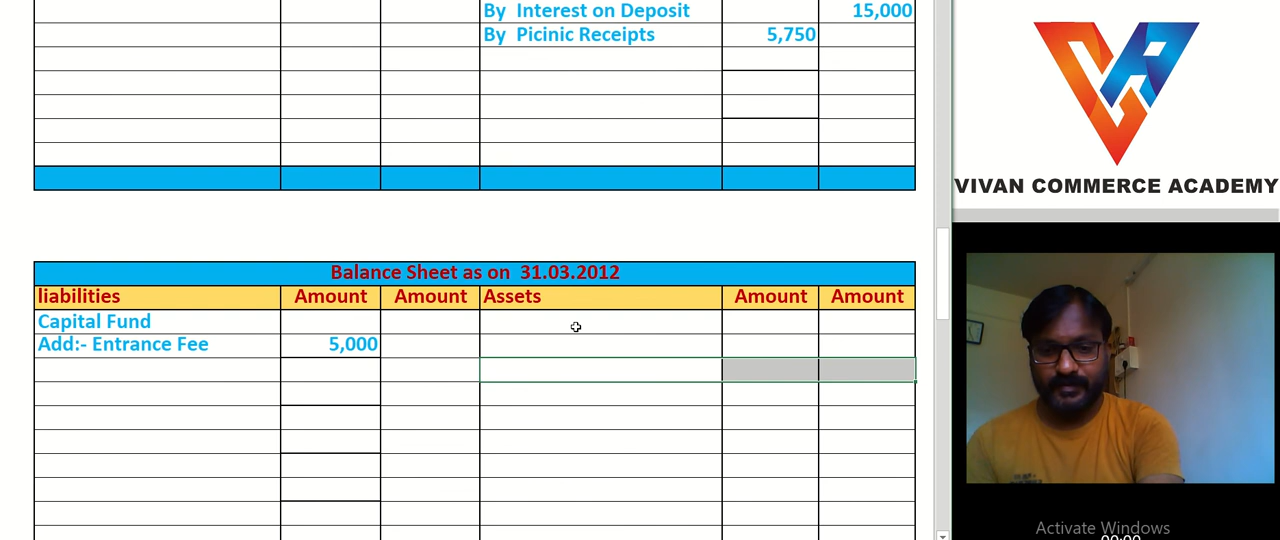 By Interest on Deposit 15,000
By Picinic Receipts 5,750
Balance Sheet as on 31.03.2012
liabilities Amount Amount Assets Amount Amount
Capital Fund
Add:- Entrance Fee 5,000
VIVAN COMMERCE ACADEMY
Activate Windows